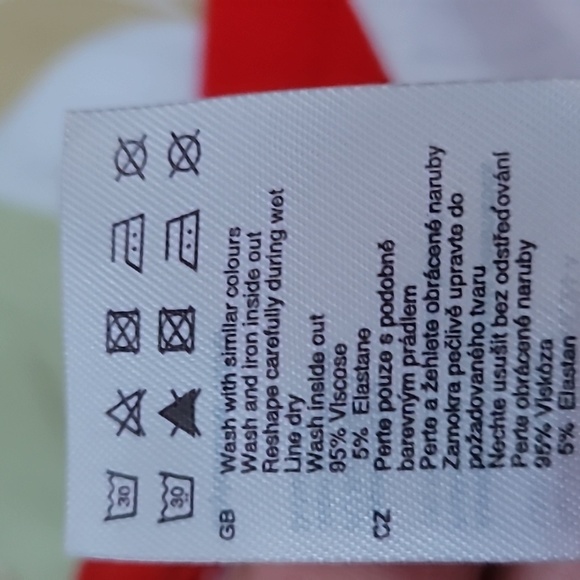 30
30
GB Wash with similar colours
Wash and iron inside out
Reshape carefully during wet
Line dry
Wash inside out
95% Viscose
5% Elastane
CZ Perte pouze s podobně
barevným prádlem
Perte a žehlete obrácené naruby
Zamokra pečlivě upravte do
požadovaného tvaru
Nechte usušit bez odstřeďování
Perte obrácené naruby
95% Viskóza
5% Elastan